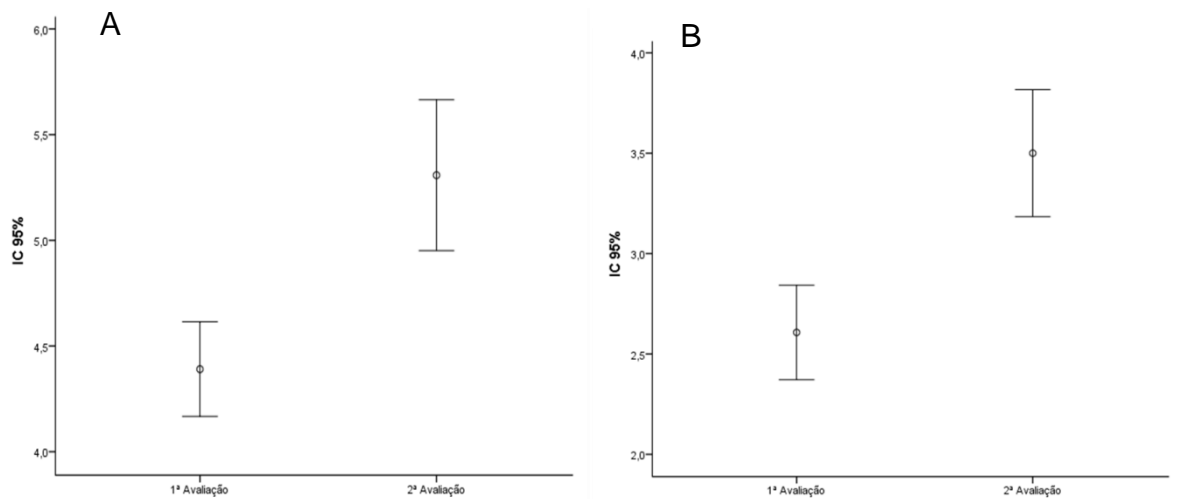 A
6,0
5,5
5,0
4,5
4,0
IC 95%
1ª Avaliação
2ª Avaliação
B
4,0
3,5
3,0
2,5
2,0
IC 95%
1ª Avaliação
2ª Avaliação